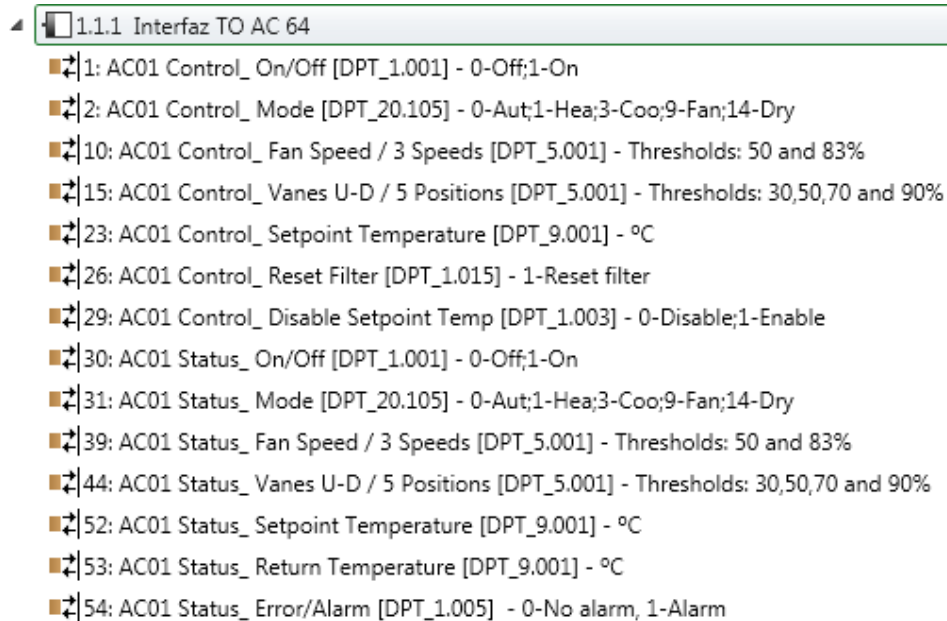 1.1.1 Interfaz TO AC 64
1: AC01 Control_ On/Off [DPT_1.001] - 0-Off;1-On
2: AC01 Control_ Mode [DPT_20.105] - 0-Aut;1-Hea;3-Coo;9-Fan;14-Dry
10: AC01 Control_ Fan Speed / 3 Speeds [DPT_5.001] - Thresholds: 50 and 83%
15: AC01 Control_ Vanes U-D / 5 Positions [DPT_5.001] - Thresholds: 30,50,70 and 90%
23: AC01 Control_ Setpoint Temperature [DPT_9.001] - ºC
26: AC01 Control_ Reset Filter [DPT_1.015] - 1-Reset filter
29: AC01 Control_ Disable Setpoint Temp [DPT_1.003] - 0-Disable;1-Enable
30: AC01 Status_ On/Off [DPT_1.001] - 0-Off;1-On
31: AC01 Status_ Mode [DPT_20.105] - 0-Aut;1-Hea;3-Coo;9-Fan;14-Dry
39: AC01 Status_ Fan Speed / 3 Speeds [DPT_5.001] - Thresholds: 50 and 83%
44: AC01 Status_ Vanes U-D / 5 Positions [DPT_5.001] - Thresholds: 30,50,70 and 90%
52: AC01 Status_ Setpoint Temperature [DPT_9.001] - ºC
53: AC01 Status_ Return Temperature [DPT_9.001] - ºC
54: AC01 Status_ Error/Alarm [DPT_1.005] - 0-No alarm, 1-Alarm